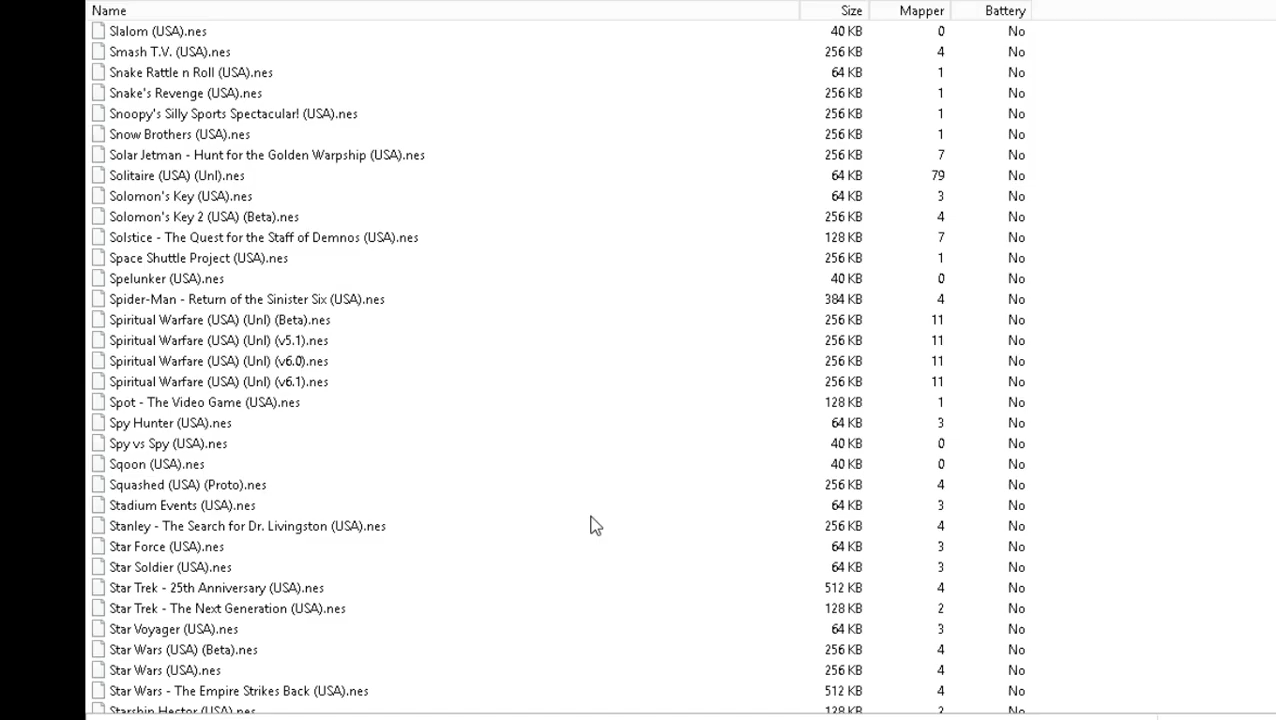 Name Size Mapper Battery
Slalom (USA).nes 40 KB 0 No
Smash T.V. (USA).nes 256 KB 4 No
Snake Rattle n Roll (USA).nes 64 KB 1 No
Snake's Revenge (USA).nes 256 KB 1 No
Snoopy's Silly Sports Spectacular! (USA).nes 256 KB 1 No
Snow Brothers (USA).nes 256 KB 1 No
Solar Jetman - Hunt for the Golden Warpship (USA).nes 256 KB 7 No
Solitaire (USA) (Unl).nes 64 KB 79 No
Solomon's Key (USA).nes 64 KB 3 No
Solomon's Key 2 (USA) (Beta).nes 256 KB 4 No
Solstice - The Quest for the Staff of Demnos (USA).nes 128 KB 7 No
Space Shuttle Project (USA).nes 256 KB 1 No
Spelunker (USA).nes 40 KB 0 No
Spider-Man - Return of the Sinister Six (USA).nes 384 KB 4 No
Spiritual Warfare (USA) (Unl) (Beta).nes 256 KB 11 No
Spiritual Warfare (USA) (Unl) (v5.1).nes 256 KB 11 No
Spiritual Warfare (USA) (Unl) (v6.0).nes 256 KB 11 No
Spiritual Warfare (USA) (Unl) (v6.1).nes 256 KB 11 No
Spot - The Video Game (USA).nes 128 KB 1 No
Spy Hunter (USA).nes 64 KB 3 No
Spy vs Spy (USA).nes 40 KB 0 No
Sqoon (USA).nes 40 KB 0 No
Squashed (USA) (Proto).nes 256 KB 4 No
Stadium Events (USA).nes 64 KB 3 No
Stanley - The Search for Dr. Livingston (USA).nes 256 KB 4 No
Star Force (USA).nes 64 KB 3 No
Star Soldier (USA).nes 64 KB 3 No
Star Trek - 25th Anniversary (USA).nes 512 KB 4 No
Star Trek - The Next Generation (USA).nes 128 KB 2 No
Star Voyager (USA).nes 64 KB 3 No
Star Wars (USA) (Beta).nes 256 KB 4 No
Star Wars (USA).nes 256 KB 4 No
Star Wars - The Empire Strikes Back (USA).nes 512 KB 4 No
Starship Hector (USA).nes 128 KB 2 No